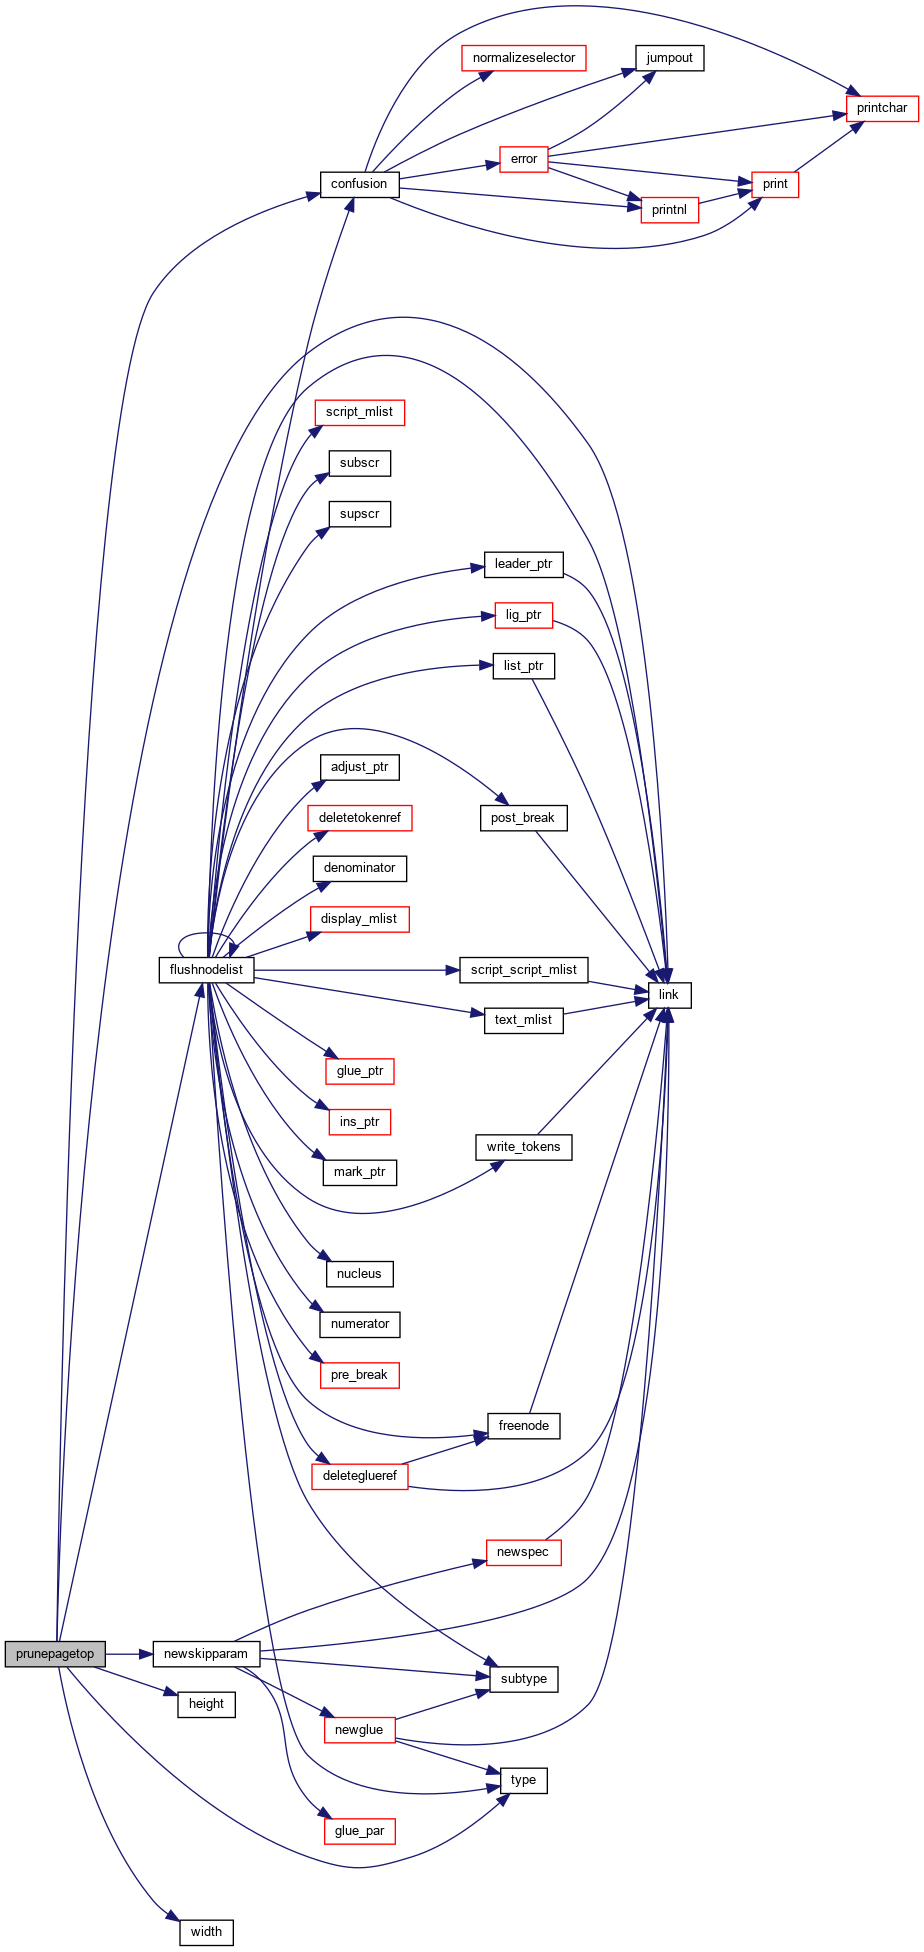 normalizeselector
jumpout
printchar
error
confusion
print
printnl
script_mlist
subscr
supscr
leader_ptr
lig_ptr
list_ptr
adjust_ptr
deletetokenref
post_break
denominator
display_mlist
flushnodelist
script_script_mlist
link
text_mlist
glue_ptr
ins_ptr
write_tokens
mark_ptr
nucleus
numerator
pre_break
freenode
deleteglueref
newspec
prunepagetop
newskipparam
subtype
height
newglue
type
glue_par
width